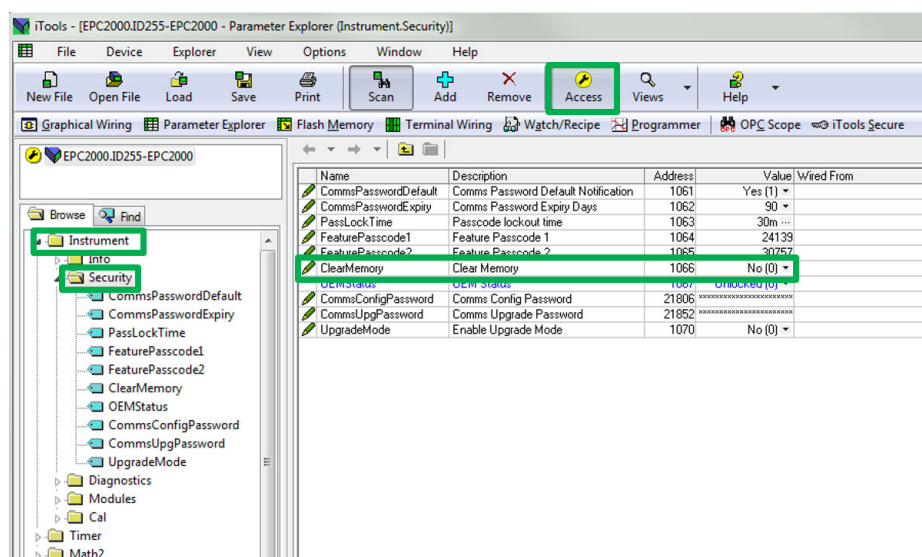 iTools - [EPC2000.ID255-EPC2000 - Parameter Explorer (Instrument.Security)]
File Device Explorer View Options Window Help
New File Open File Load Save Print Scan Add Remove Access Views Help
Graphical Wiring Parameter Explorer Flash Memory Terminal Wiring Watch/Recipe Programmer OPC Scope iTools Secure
EPC2000.ID255-EPC2000
Browse Find
Instrument
Info
Security
CommsPasswordDefault
CommsPasswordExpiry
PassLockTime
FeaturePasscode1
FeaturePasscode2
ClearMemory
OEMStatus
CommsConfigPassword
CommsUpgPassword
UpgradeMode
Diagnostics
Modules
Cal
Timer
Math2
Name Description Address Value Wired From
CommsPasswordDefault Comms Password Default Notification 1061 Yes (1)
CommsPasswordExpiry Comms Password Expiry Days 1062 90
PassLockTime Passcode lockout time 1063 30m ...
FeaturePasscode1 Feature Passcode 1 1064 24139
FeaturePasscode2 Feature Passcode 2 1065 30757
ClearMemory Clear Memory 1066 No (0)
OEMStatus OEM Status 1067 Unlocked (0)
CommsConfigPassword Comms Config Password 21806 ××××××××××××××××××××××××
CommsUpgPassword Comms Upgrade Password 21852 ××××××××××××××××××××××××
UpgradeMode Enable Upgrade Mode 1070 No (0)